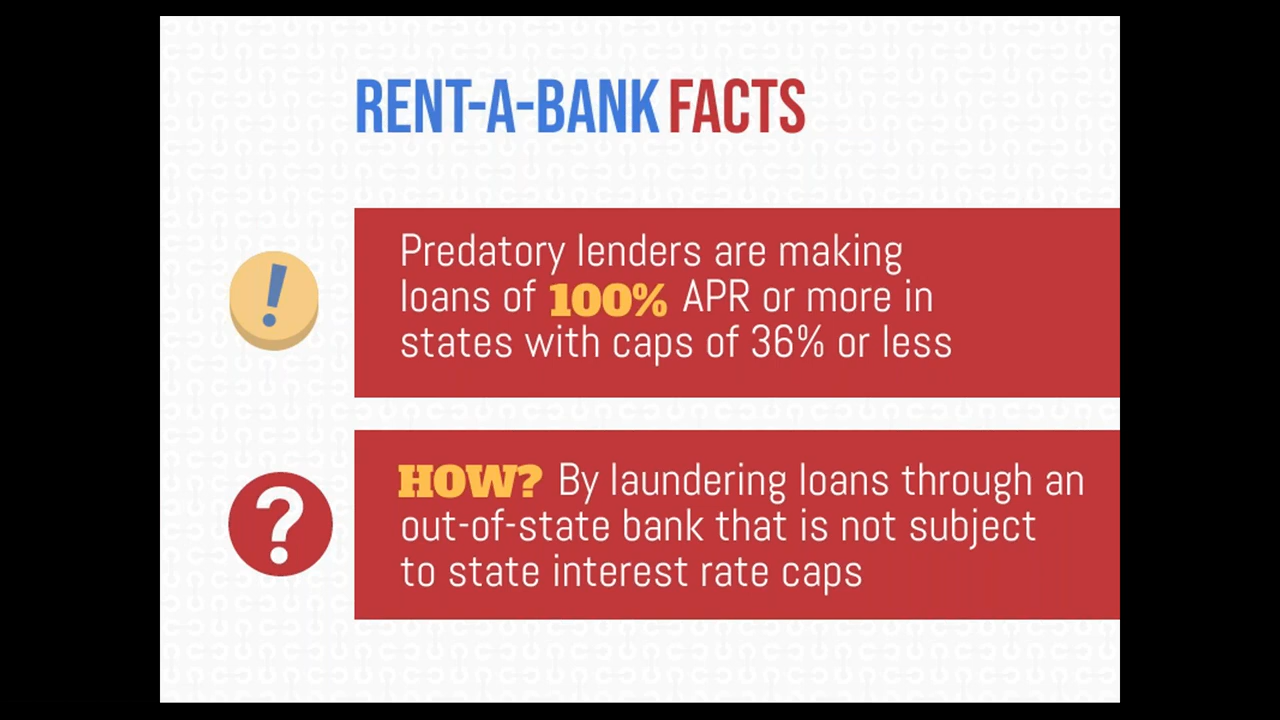 RENT-A-BANK FACTS
Predatory lenders are making
loans of 100% APR or more in
states with caps of 36% or less
HOW? By laundering loans through an
out-of-state bank that is not subject
to state interest rate caps